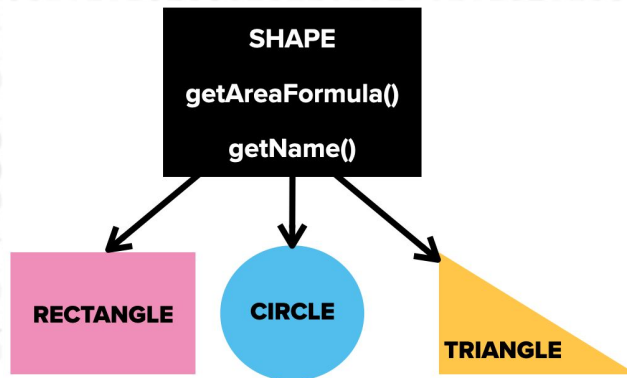 SHAPE
getAreaFormula()
getName()
RECTANGLE
CIRCLE
TRIANGLE